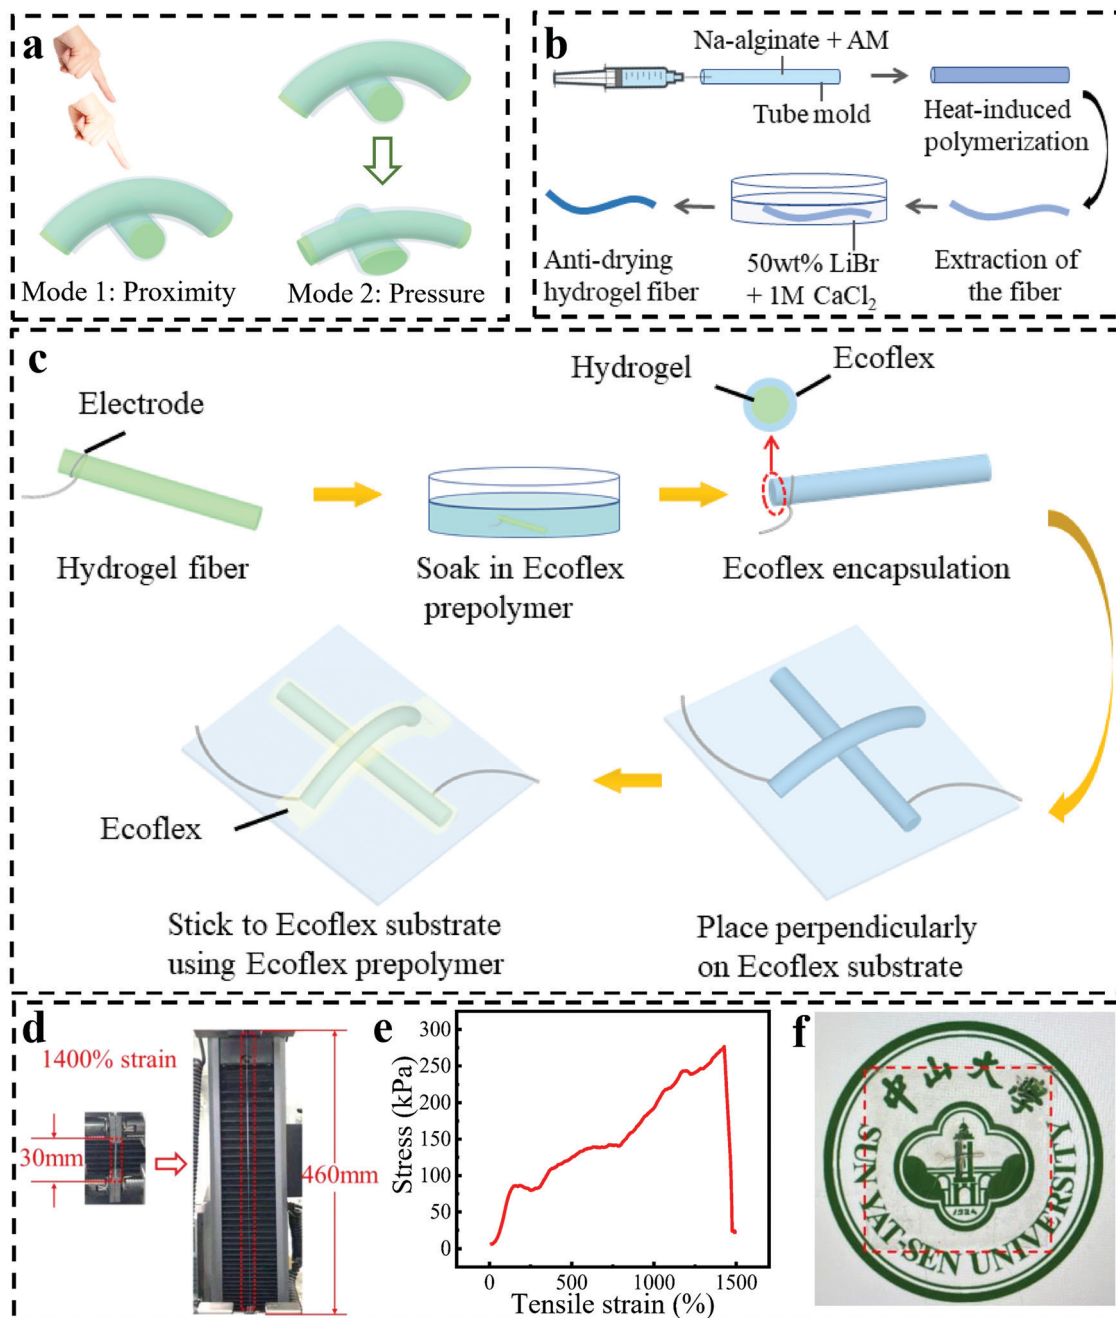 a
Mode 1: Proximity
Mode 2: Pressure
b
Na-alginate + AM
Tube mold
Heat-induced
polymerization
Extraction of
the fiber
50wt% LiBr
+ 1M CaCl₂
Anti-drying
hydrogel fiber
c
Electrode
Hydrogel fiber
Soak in Ecoflex
prepolymer
Hydrogel
Ecoflex
Ecoflex encapsulation
Place perpendicularly
on Ecoflex substrate
Ecoflex
Stick to Ecoflex substrate
using Ecoflex prepolymer
d
1400% strain
30mm
460mm
e
Stress (kPa)
300
250
200
150
100
50
0
0
500
1000
1500
Tensile strain (%)
f
中山大學
SUN YAT-SEN UNIVERSITY
1924